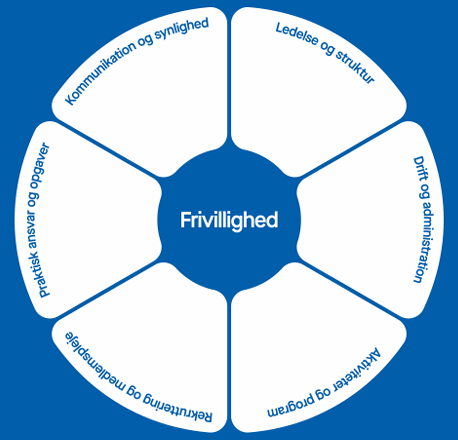 Ledelse og struktur
Drift og administration
Aktiviteter og program
Rekruttering og medlemspleje
Praktisk ansvar og opgaver
Kommunikation og synlighed
Frivillighed